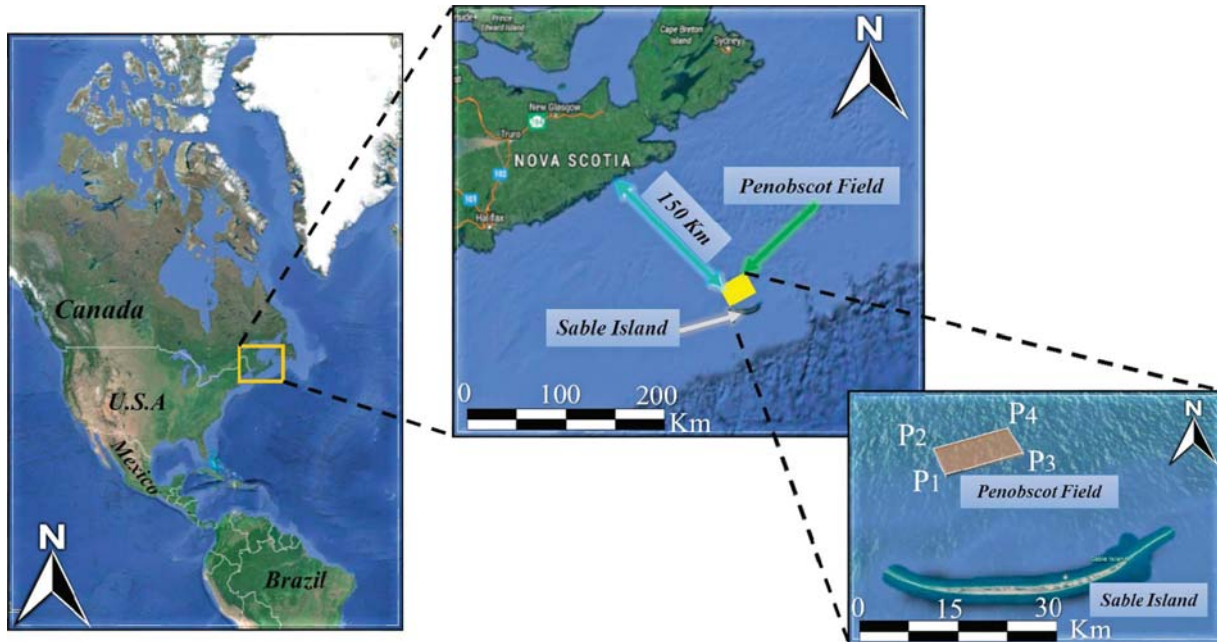 N
Canada
U.S.A
Mexico
Brazil
N
Prince
Edward Island
Cape Breton
Island
Sydney
New Glasgow
104
Truro
NOVA SCOTIA
102
Halifax
Penobscot Field
150 Km
Sable Island
0 100 200
Km
N
P4
P2
P3
P1
Penobscot Field
Sable Island
0 15 30
Km